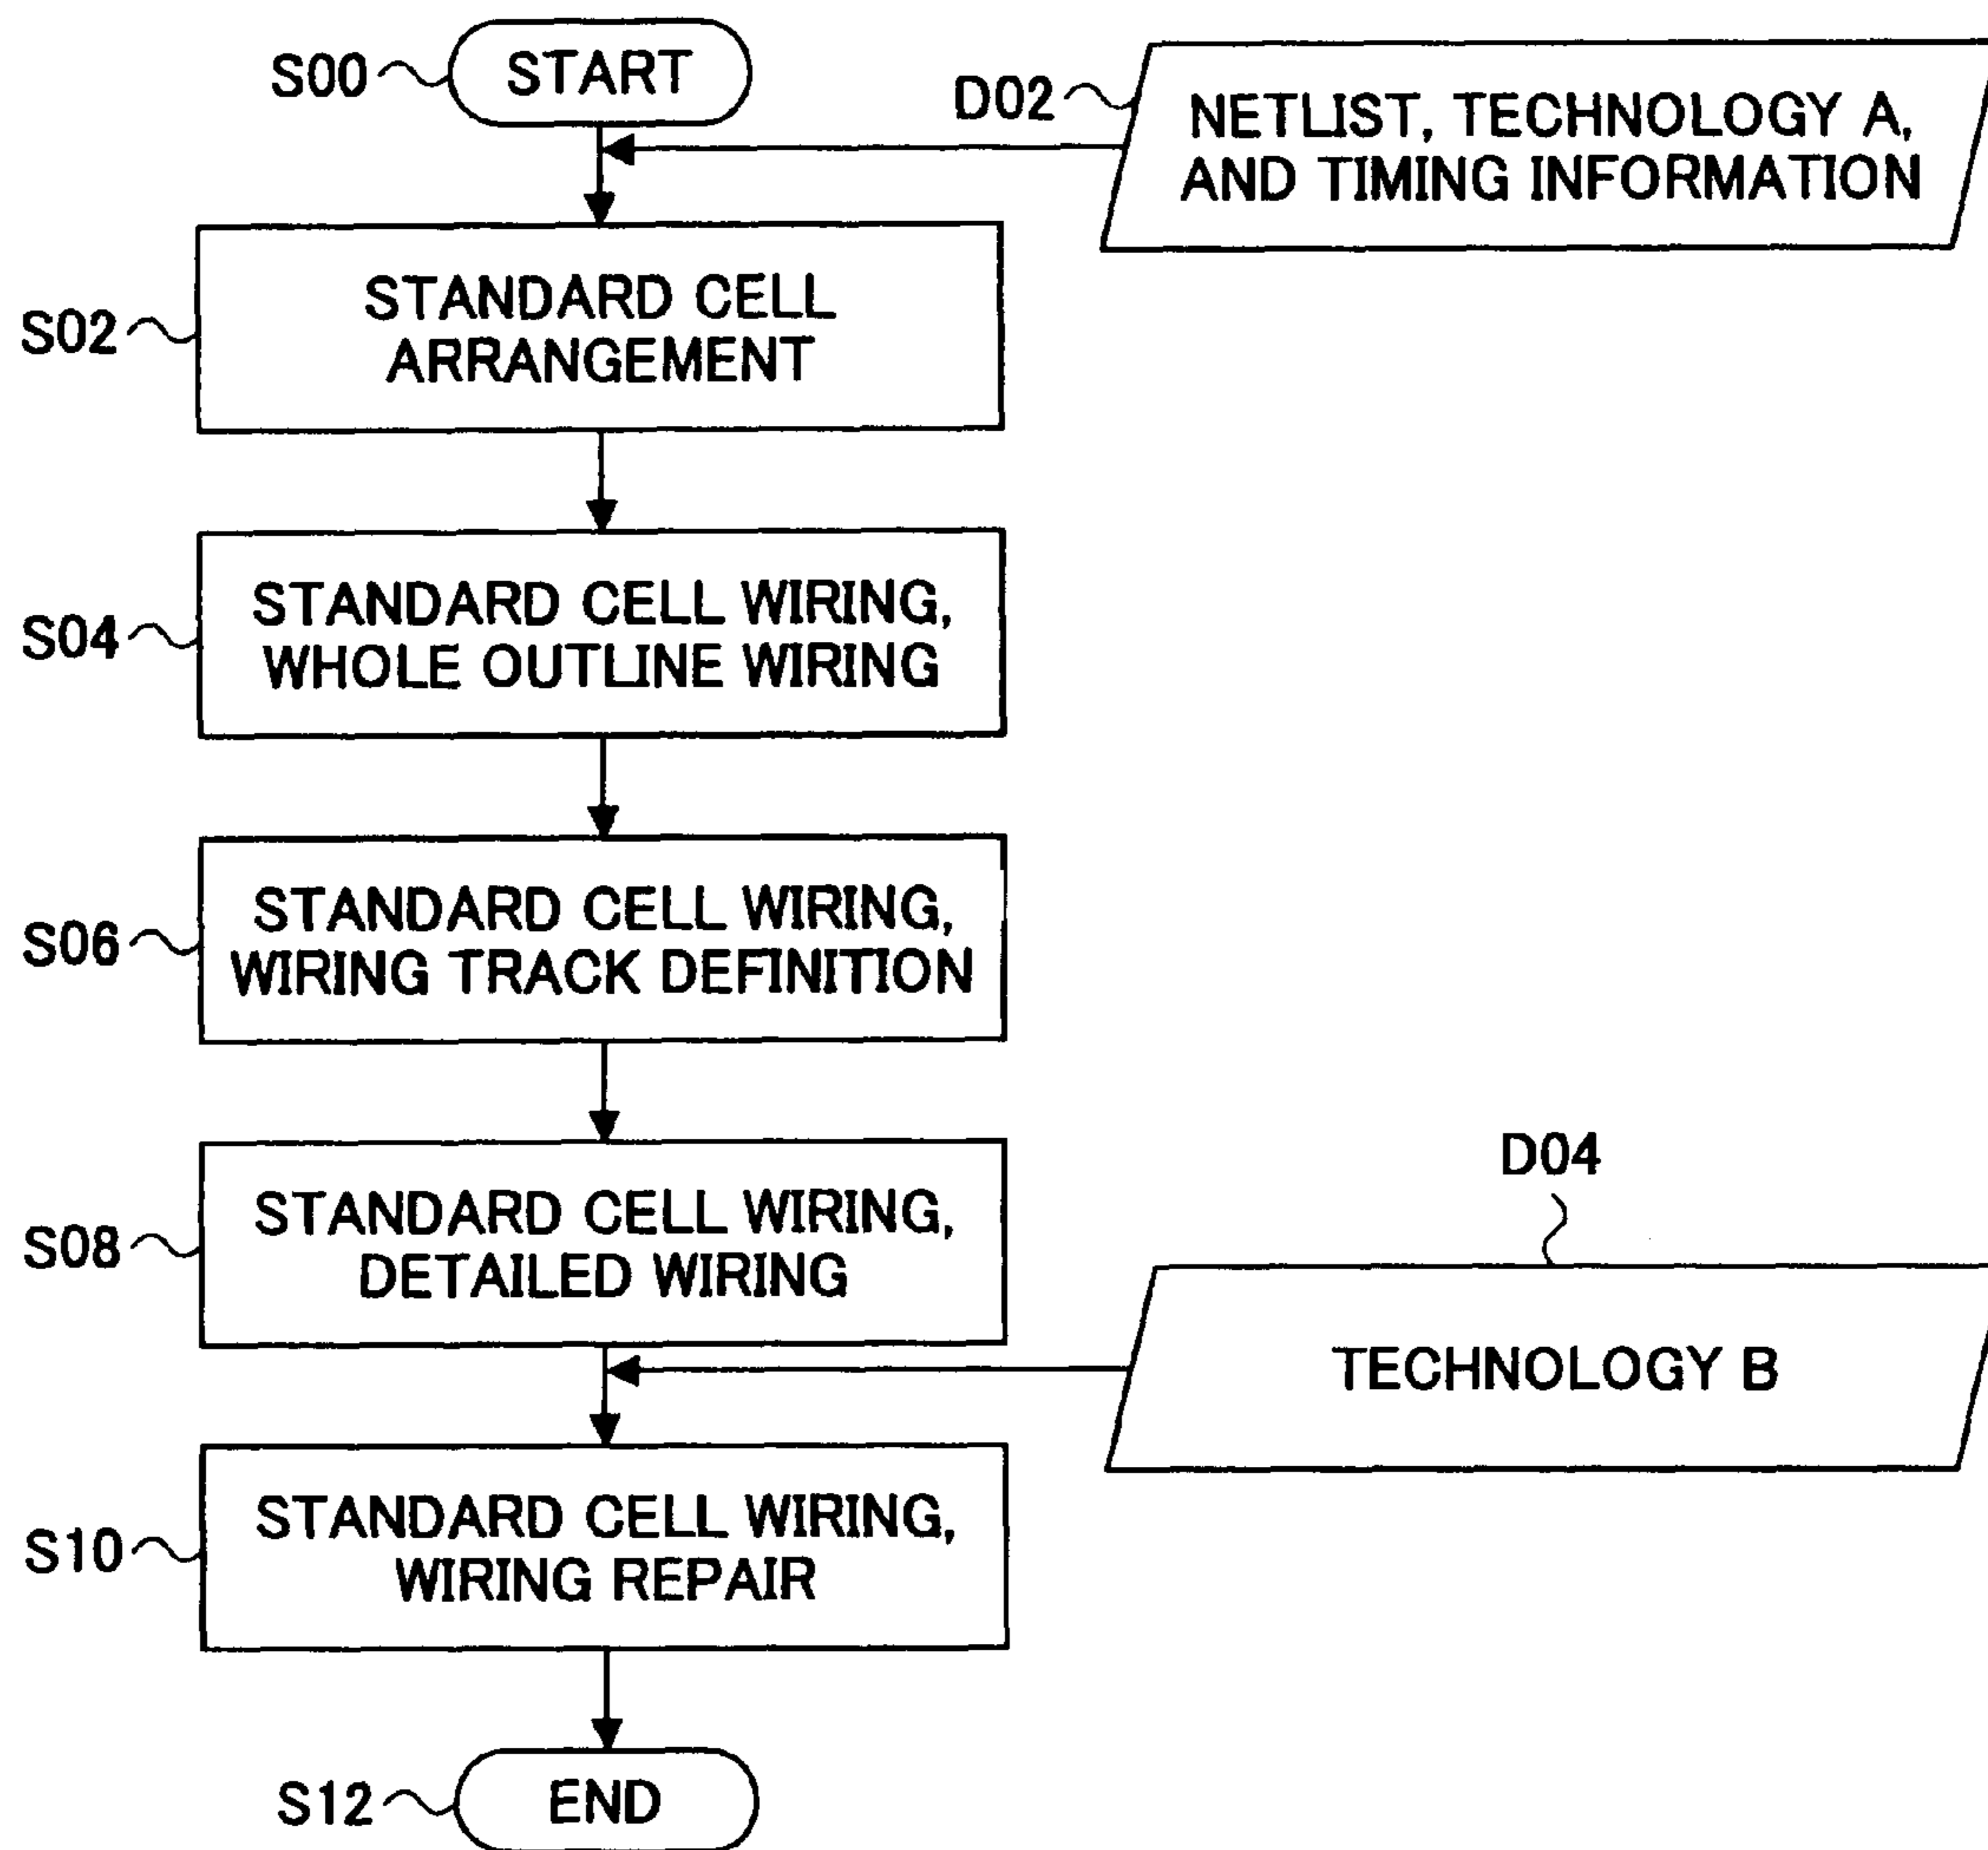 S00
START
D02
NETLIST, TECHNOLOGY A,
AND TIMING INFORMATION
S02
STANDARD CELL
ARRANGEMENT
S04
STANDARD CELL WIRING,
WHOLE OUTLINE WIRING
S06
STANDARD CELL WIRING,
WIRING TRACK DEFINITION
S08
STANDARD CELL WIRING,
DETAILED WIRING
D04
TECHNOLOGY B
S10
STANDARD CELL WIRING,
WIRING REPAIR
S12
END